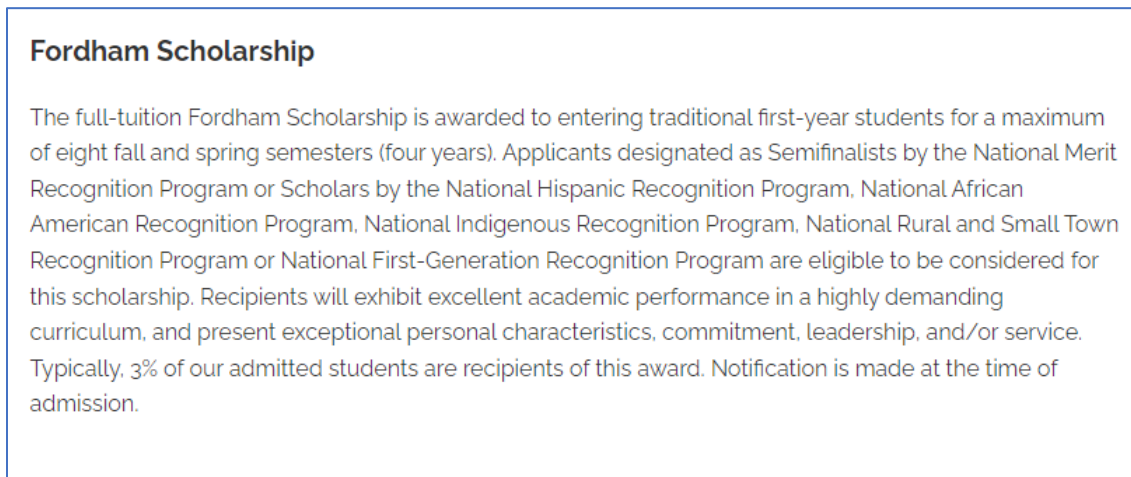 Fordham Scholarship
The full-tuition Fordham Scholarship is awarded to entering traditional first-year students for a maximum
of eight fall and spring semesters (four years). Applicants designated as Semifinalists by the National Merit
Recognition Program or Scholars by the National Hispanic Recognition Program, National African
American Recognition Program, National Indigenous Recognition Program, National Rural and Small Town
Recognition Program or National First-Generation Recognition Program are eligible to be considered for
this scholarship. Recipients will exhibit excellent academic performance in a highly demanding
curriculum, and present exceptional personal characteristics, commitment, leadership, and/or service.
Typically, 3% of our admitted students are recipients of this award. Notification is made at the time of
admission.